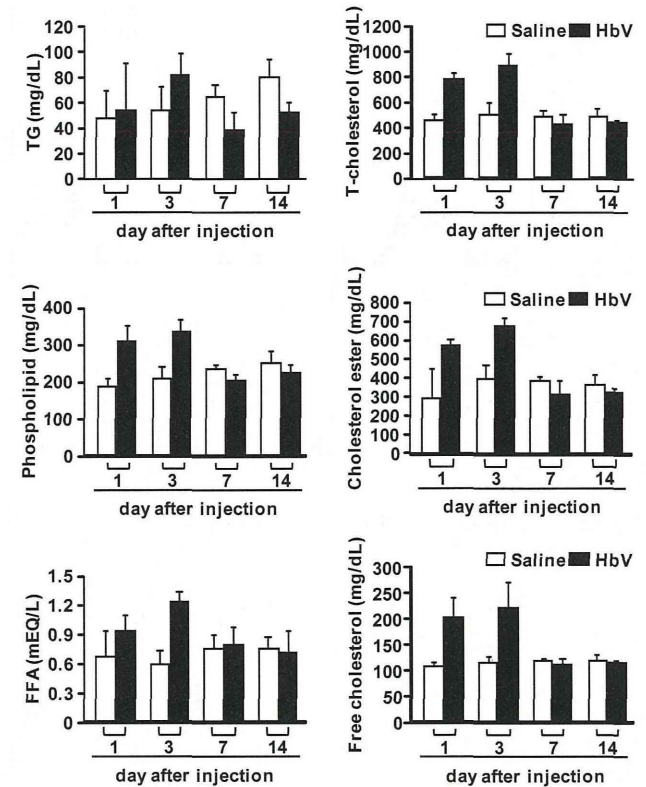 TG (mg/dL)
120
100
80
60
40
20
0
1 3 7 14
day after injection
T-cholesterol (mg/dL)
Saline HbV
1200
1000
800
600
400
200
0
1 3 7 14
day after injection
Phospholipid (mg/dL)
400
300
200
100
0
1 3 7 14
day after injection
Cholesterol ester (mg/dL)
Saline HbV
800
700
600
500
400
300
200
100
0
1 3 7 14
day after injection
FFA (mEQ/L)
1.5
1.2
0.9
0.6
0.3
0
1 3 7 14
day after injection
Free cholesterol (mg/dL)
Saline HbV
300
250
200
150
100
50
0
1 3 7 14
day after injection